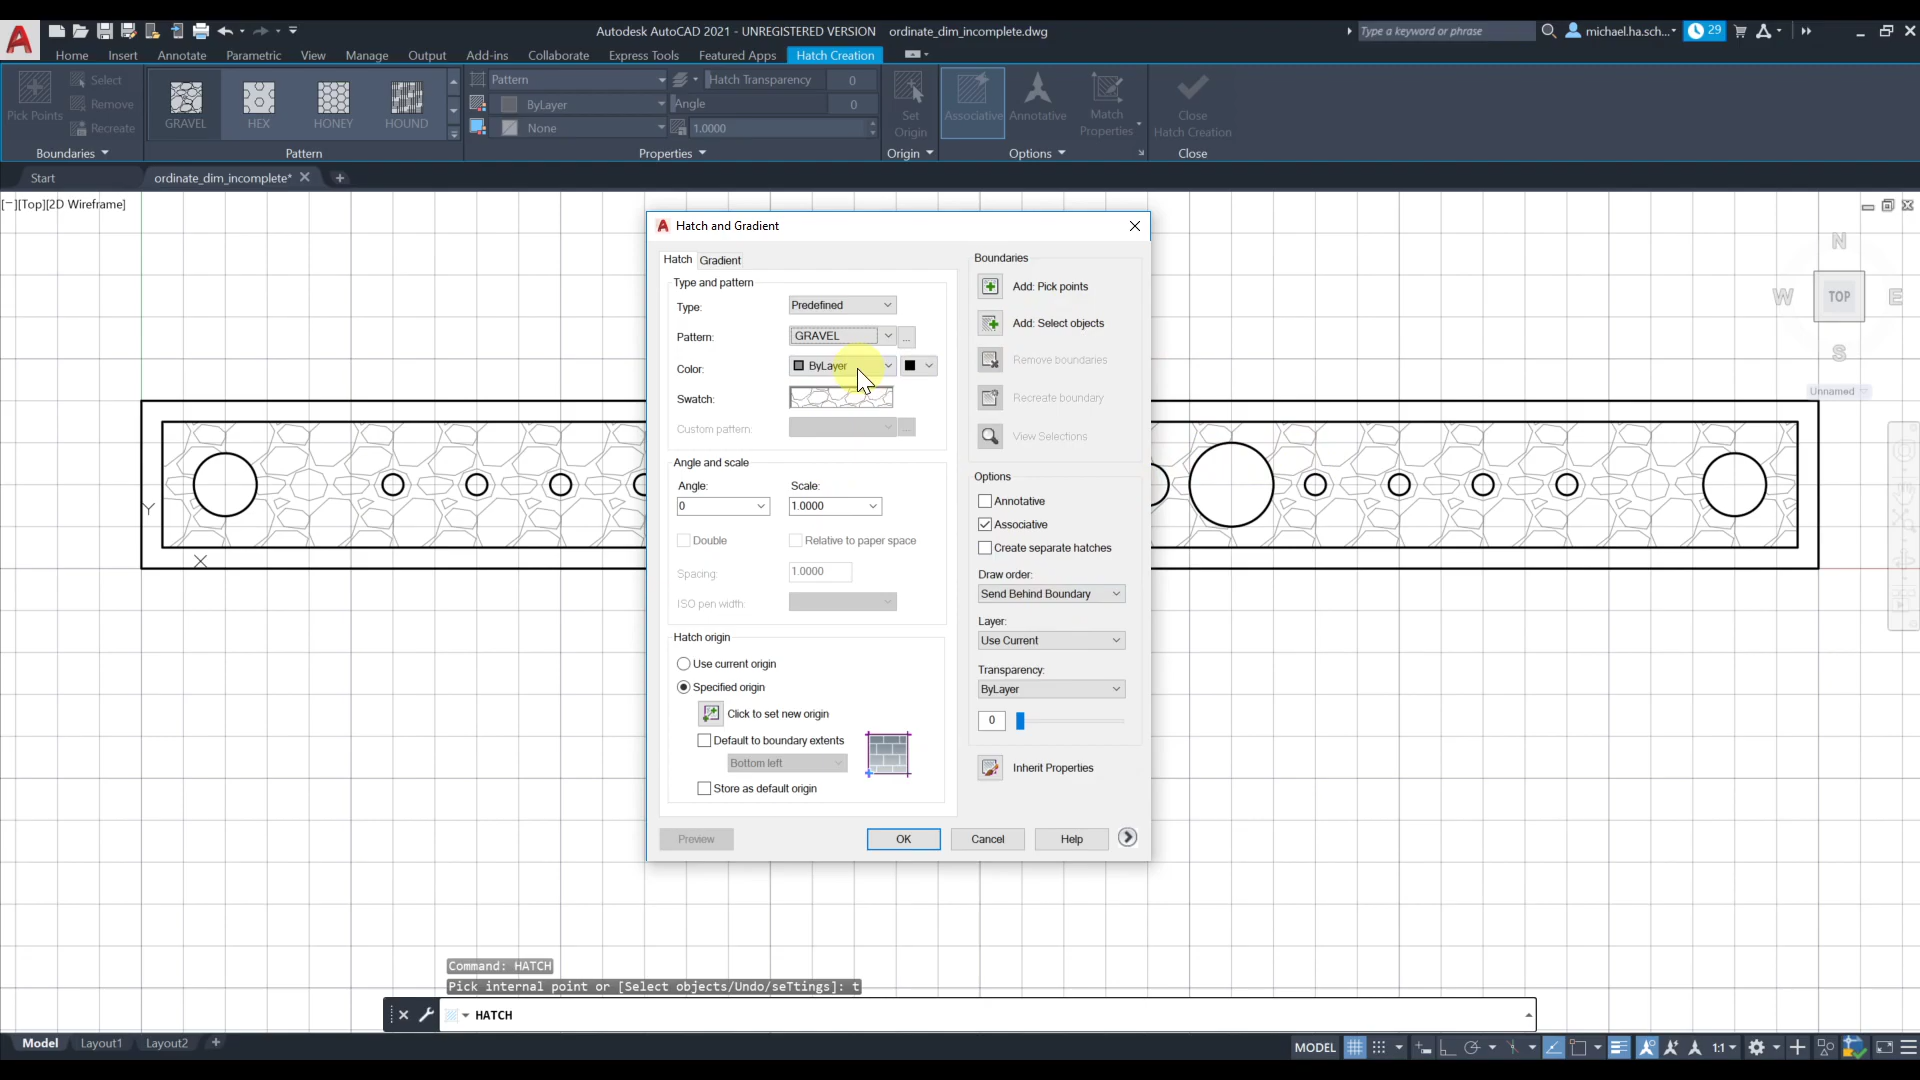 Autodesk AutoCAD 2021 - UNREGISTERED VERSION ordinate_dim_incomplete.dwg
Type a keyword or phrase
michael.ha.sch...
29
Home Insert Annotate Parametric View Manage Output Add-ins Collaborate Express Tools Featured Apps Hatch Creation
Pick Points
Select
Remove
Recreate
Boundaries
GRAVEL HEX HONEY HOUND
Pattern
Pattern
ByLayer
None
Hatch Transparency 0
Angle 0
1.0000
Properties
Set
Origin
Origin
Associative Annotative
Match
Properties
Options
Close
Hatch Creation
Close
Start ordinate_dim_incomplete*
[−][Top][2D Wireframe]
N
W TOP E
S
Unnamed
Y
X
Hatch and Gradient
Hatch Gradient
Type and pattern
Type: Predefined
Pattern: GRAVEL ...
Color: ByLayer
Swatch:
Custom pattern: ...
Angle and scale
Angle: Scale:
0 1.0000
Double Relative to paper space
Spacing: 1.0000
ISO pen width:
Hatch origin
Use current origin
Specified origin
Click to set new origin
Default to boundary extents
Bottom left
Store as default origin
Boundaries
Add: Pick points
Add: Select objects
Remove boundaries
Recreate boundary
View Selections
Options
Annotative
Associative
Create separate hatches
Draw order:
Send Behind Boundary
Layer:
Use Current
Transparency:
ByLayer
0
Inherit Properties
Preview OK Cancel Help
Command: HATCH
Pick internal point or [Select objects/Undo/seTtings]: t
HATCH
Model Layout1 Layout2
MODEL 1:1